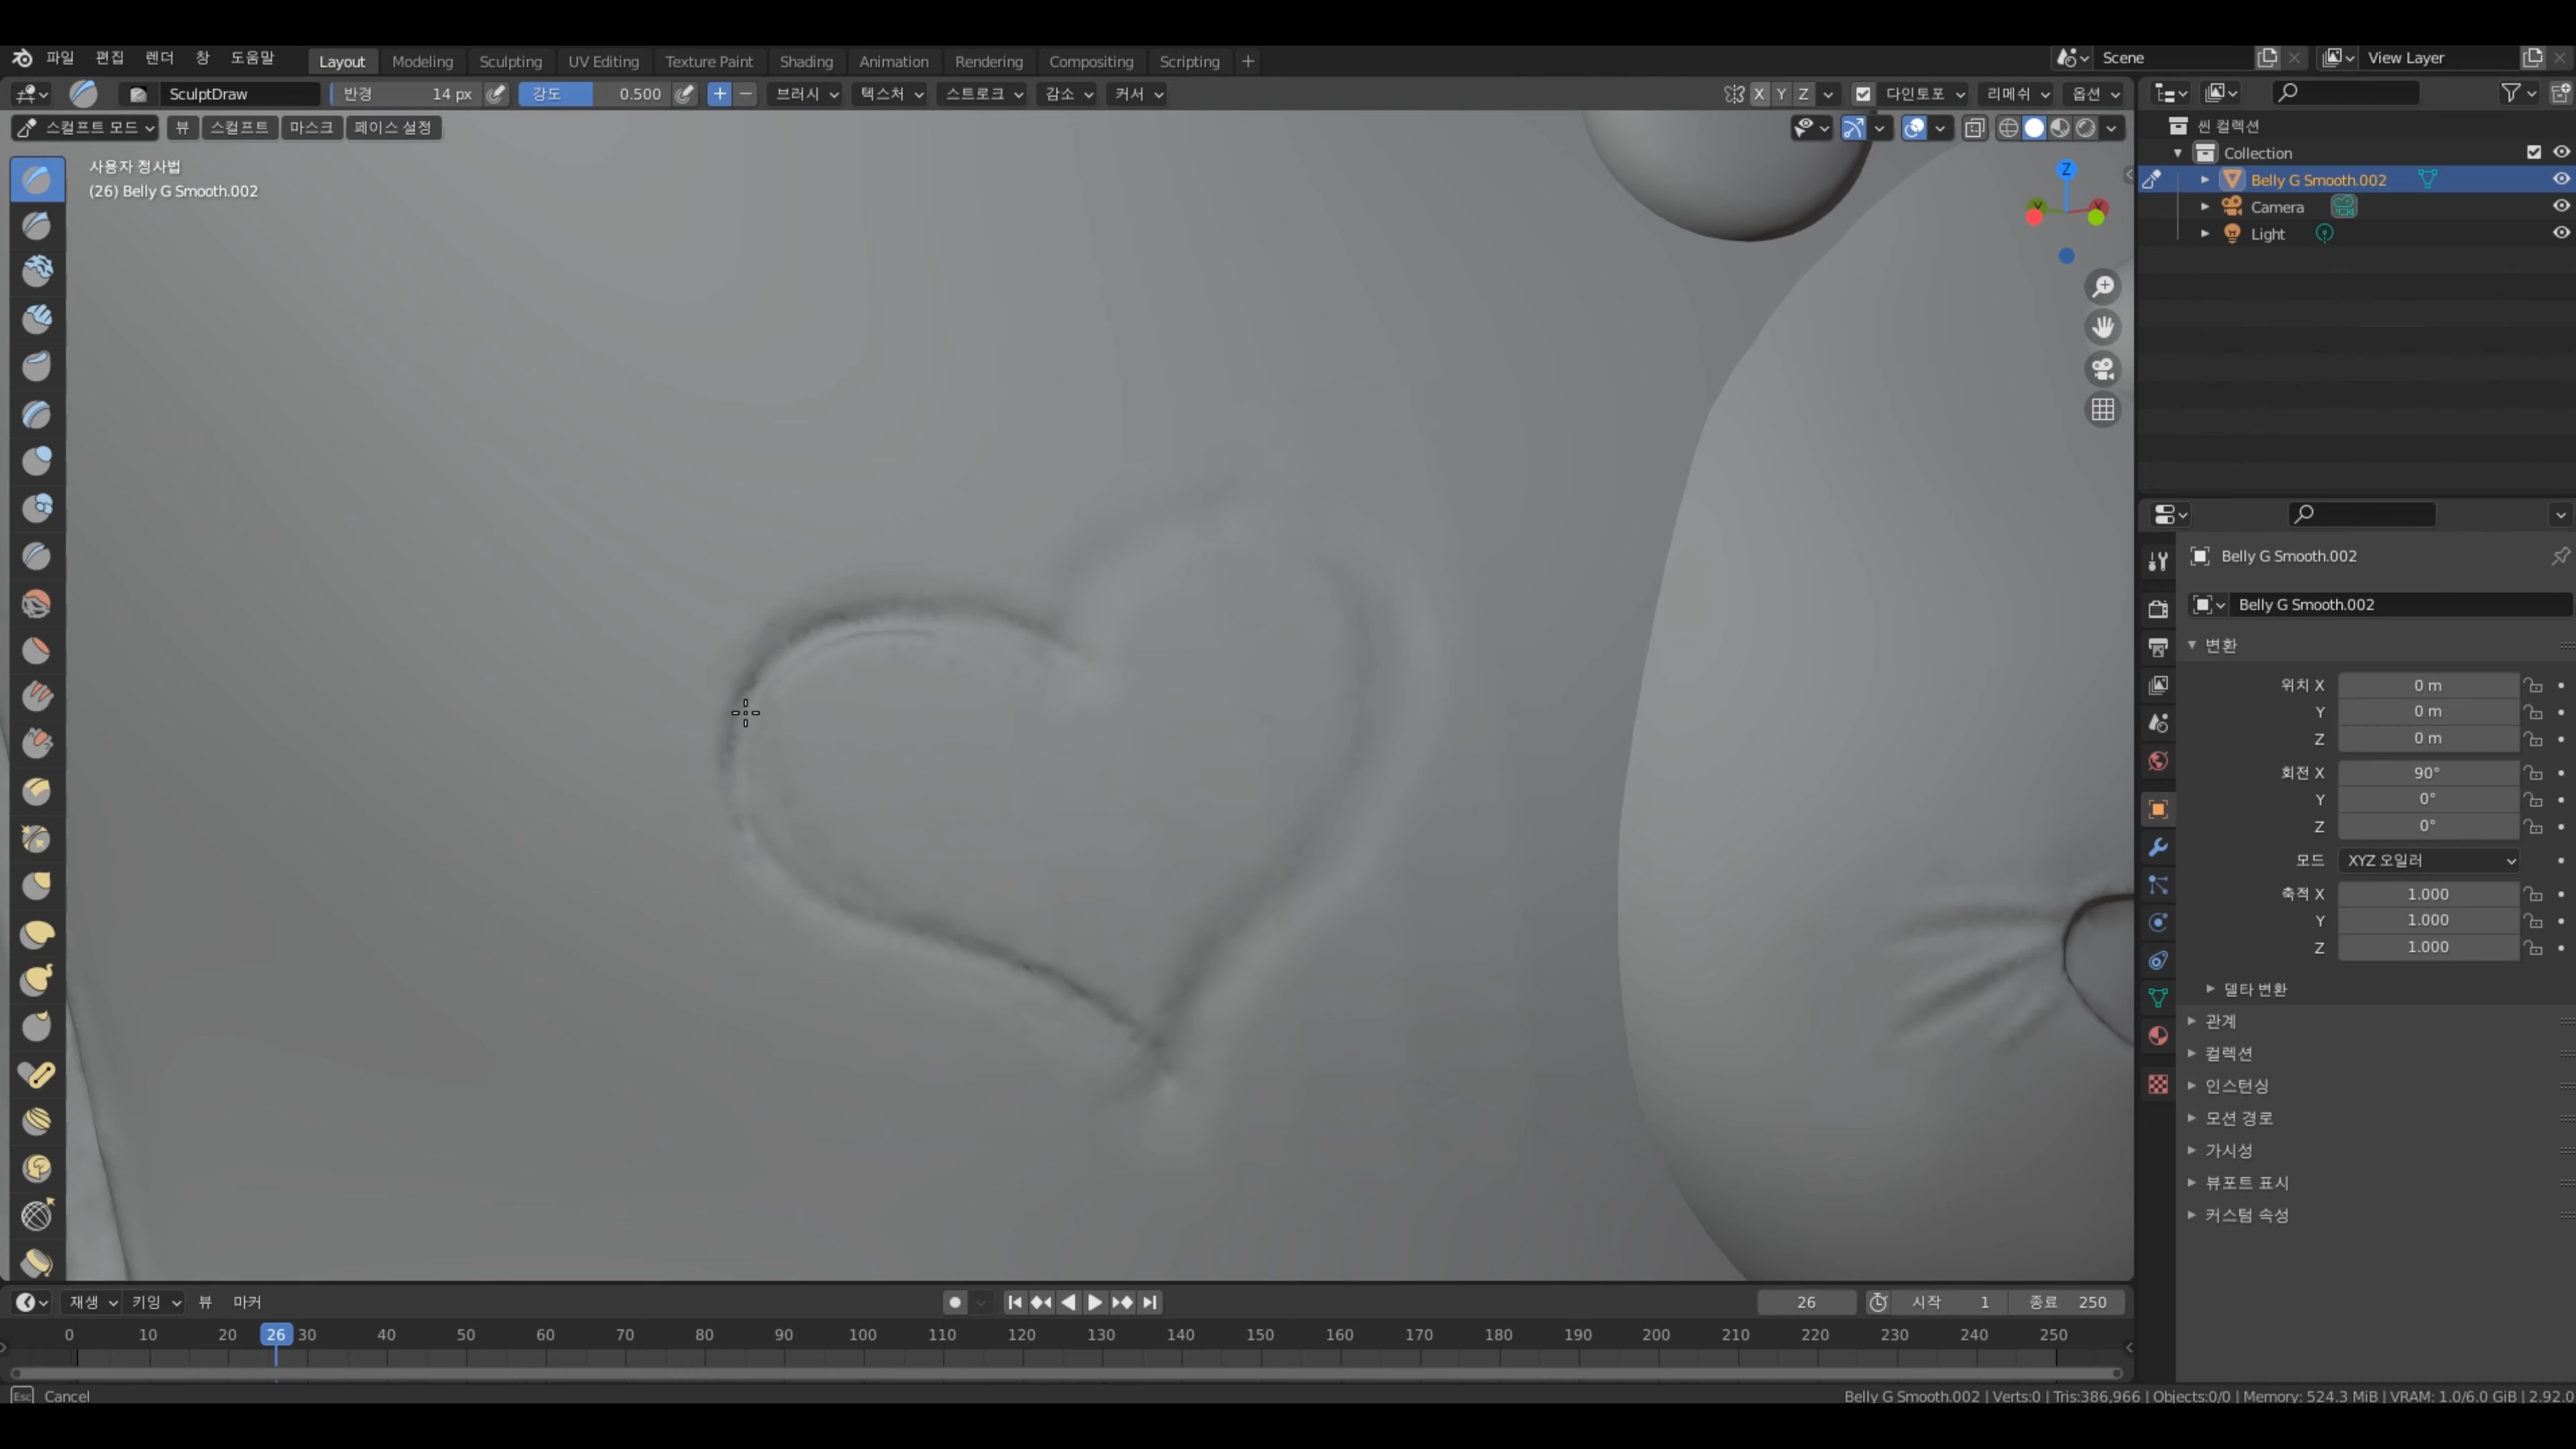 파일 편집 렌더 창 도움말 Layout Modeling Sculpting UV Editing Texture Paint Shading Animation Rendering Compositing Scripting + Scene View Layer
SculptDraw 반경 14 px 강도 0.500 브러시 텍스처 스트로크 감소 커서 X Y Z 다인토포 리메쉬 옵션
스컬프트 모드 뷰 스컬프트 마스크 페이스 설정
사용자 정사법
(26) Belly G Smooth.002
Z
Y
씬 컬렉션
Collection
Belly G Smooth.002
Camera
Light
Belly G Smooth.002
Belly G Smooth.002
변환
위치 X 0 m
Y 0 m
Z 0 m
회전 X 90°
Y 0°
Z 0°
모드 XYZ 오일러
축적 X 1.000
Y 1.000
Z 1.000
델타 변환
관계
컬렉션
인스턴싱
모션 경로
가시성
뷰포트 표시
커스텀 속성
재생 키잉 뷰 마커 26 시작 1 종료 250
0 10 20 26 30 40 50 60 70 80 90 100 110 120 130 140 150 160 170 180 190 200 210 220 230 240 250
Esc Cancel Belly G Smooth.002 | Verts:0 | Tris:386,966 | Objects:0/0 | Memory: 524.3 MiB | VRAM: 1.0/6.0 GiB | 2.92.0